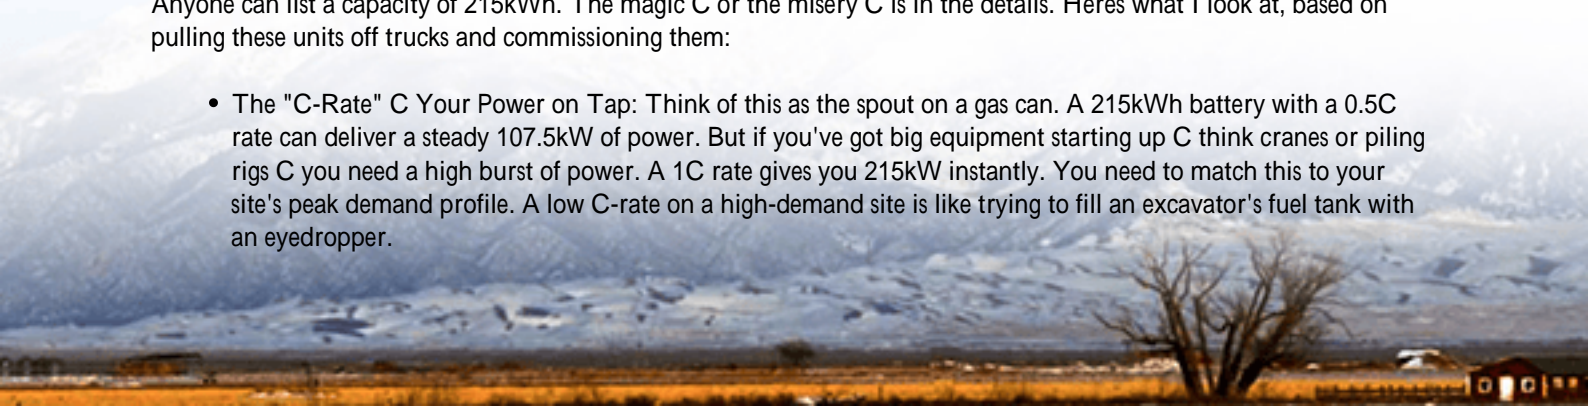 Anyone can list a capacity of 215kWh. The magic C or the misery C is in the details. Heres what I look at, based on
pulling these units off trucks and commissioning them:
• The "C-Rate" C Your Power on Tap: Think of this as the spout on a gas can. A 215kWh battery with a 0.5C
rate can deliver a steady 107.5kW of power. But if you've got big equipment starting up C think cranes or piling
rigs C you need a high burst of power. A 1C rate gives you 215kW instantly. You need to match this to your
site's peak demand profile. A low C-rate on a high-demand site is like trying to fill an excavator's fuel tank with
an eyedropper.